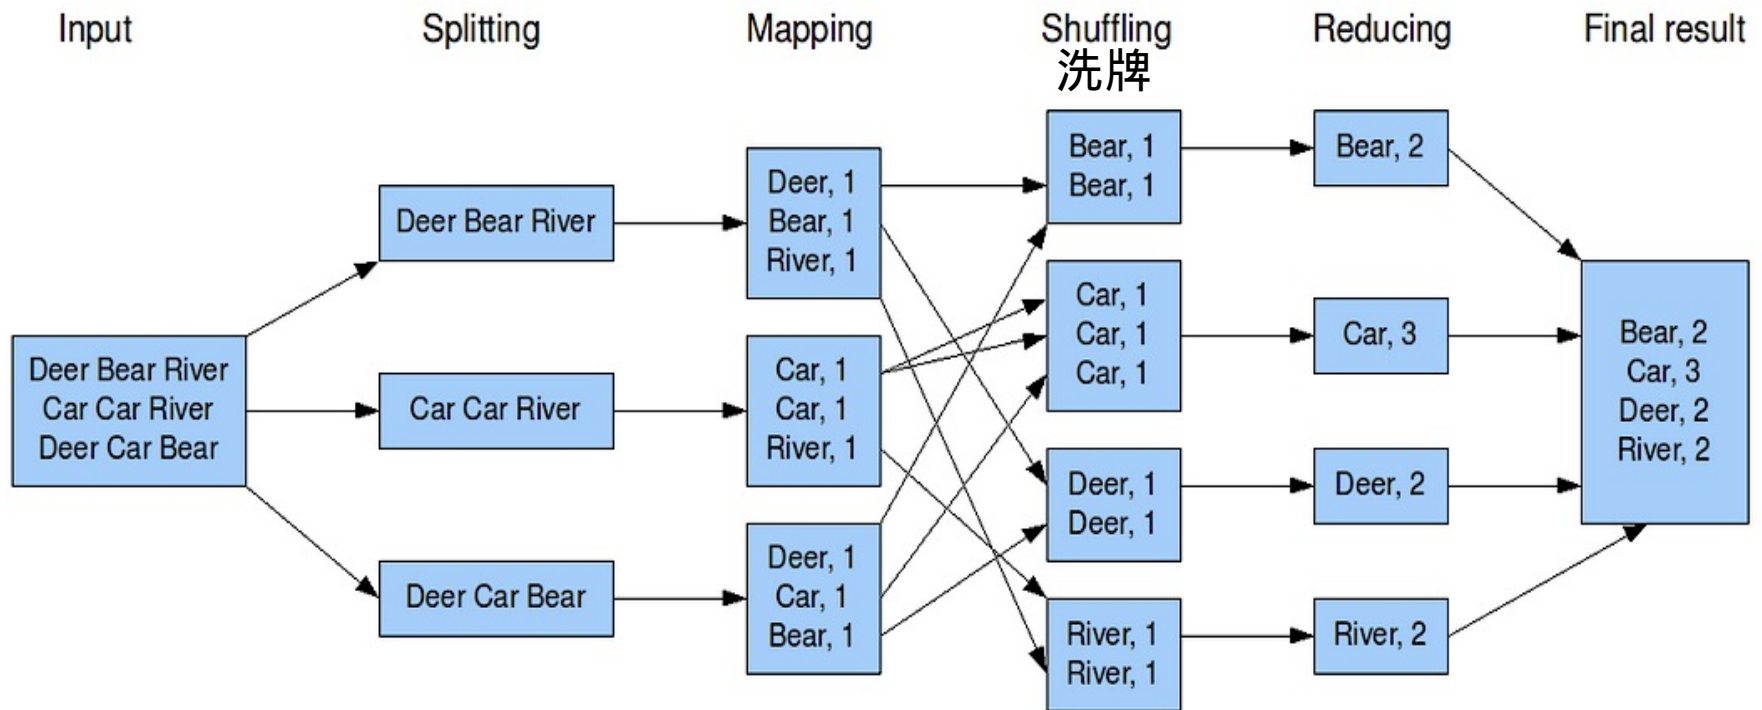 Input
Splitting
Mapping
Shuffling
洗牌
Reducing
Final result
Deer Bear River
Car Car River
Deer Car Bear
Deer Bear River
Car Car River
Deer Car Bear
Deer, 1
Bear, 1
River, 1
Car, 1
Car, 1
River, 1
Deer, 1
Car, 1
Bear, 1
Bear, 1
Bear, 1
Car, 1
Car, 1
Car, 1
Deer, 1
Deer, 1
River, 1
River, 1
Bear, 2
Car, 3
Deer, 2
River, 2
Bear, 2
Car, 3
Deer, 2
River, 2